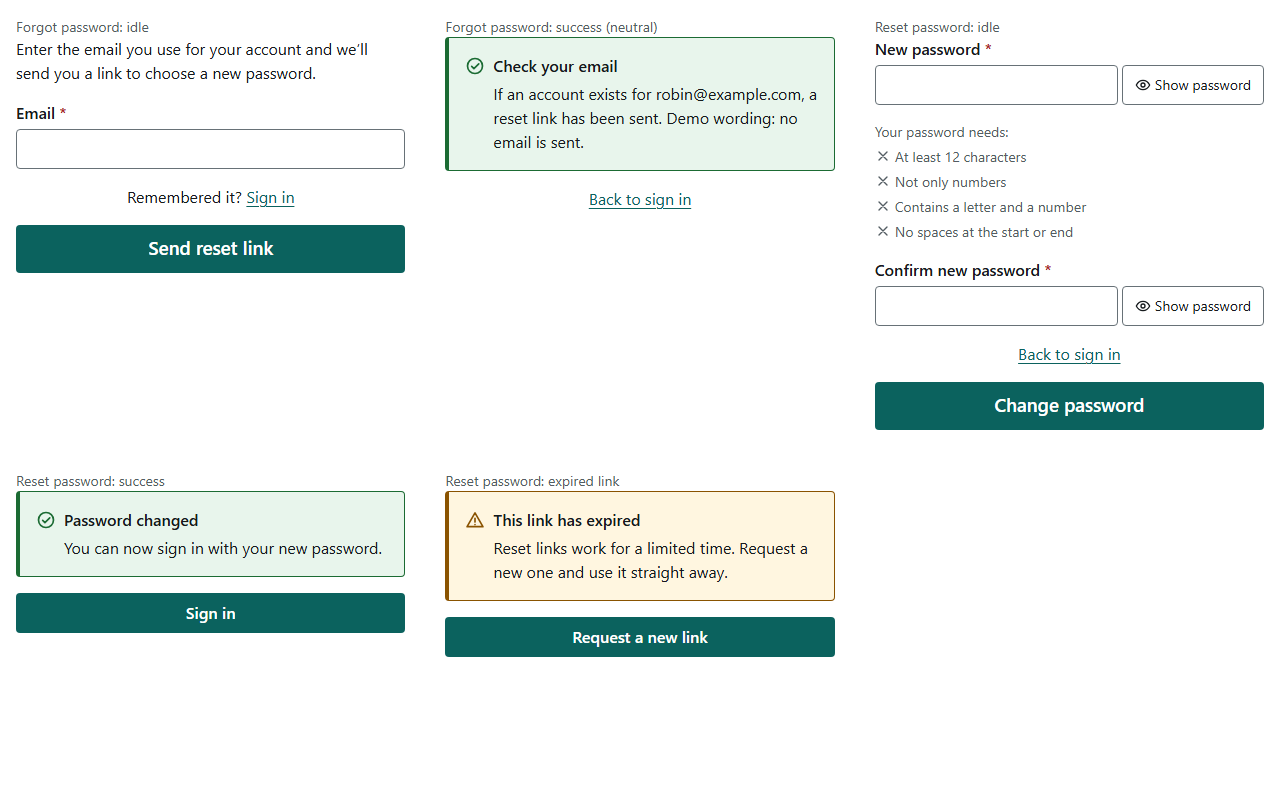 Forgot password: idle
Enter the email you use for your account and we’ll
send you a link to choose a new password.
Email *
Remembered it? Sign in
Send reset link
Forgot password: success (neutral)
Check your email
If an account exists for robin@example.com, a
reset link has been sent. Demo wording: no
email is sent.
Back to sign in
Reset password: idle
New password *
Show password
Your password needs:
At least 12 characters
Not only numbers
Contains a letter and a number
No spaces at the start or end
Confirm new password *
Show password
Back to sign in
Change password
Reset password: success
Password changed
You can now sign in with your new password.
Sign in
Reset password: expired link
This link has expired
Reset links work for a limited time. Request a
new one and use it straight away.
Request a new link